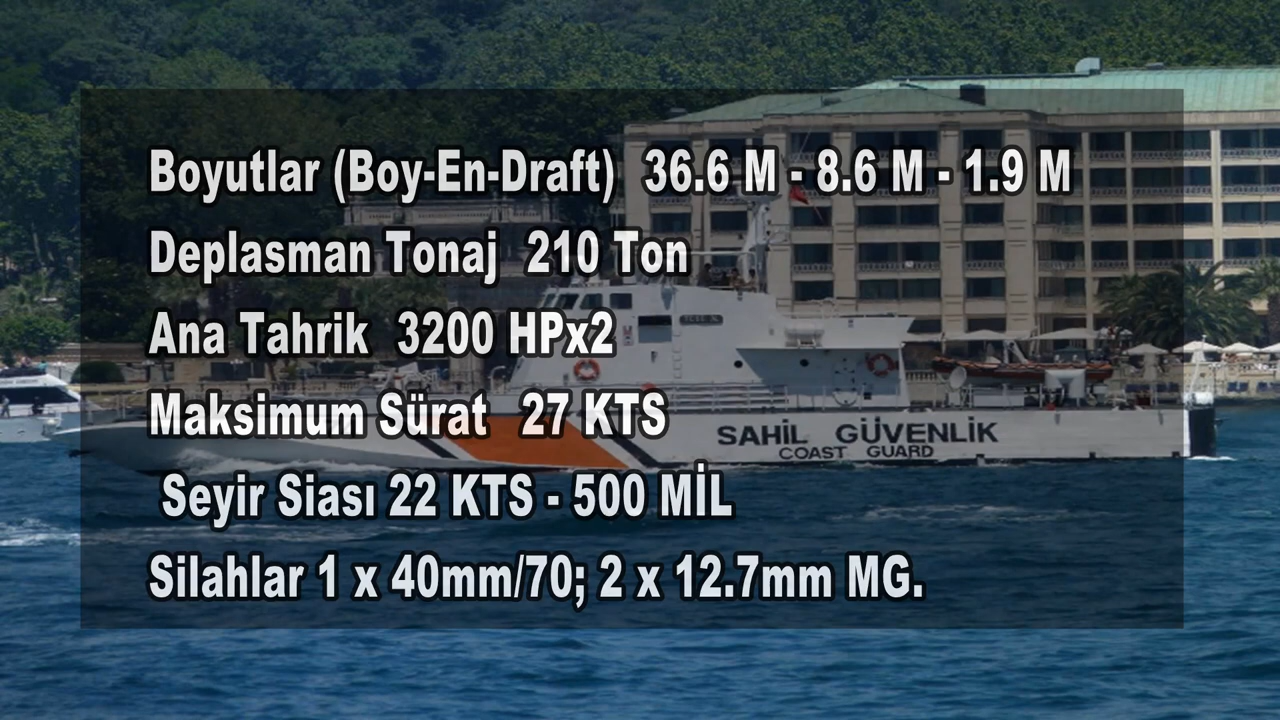 Boyutlar (Boy-En-Draft) 36.6 M - 8.6 M - 1.9 M
Deplasman Tonaj 210 Ton
Ana Tahrik 3200 HPx2
Maksimum Sürat 27 KTS
SAHİL GÜVENLİK
COAST GUARD
Seyir Siası 22 KTS - 500 MİL
Silahlar 1 x 40mm/70; 2 x 12.7mm MG.